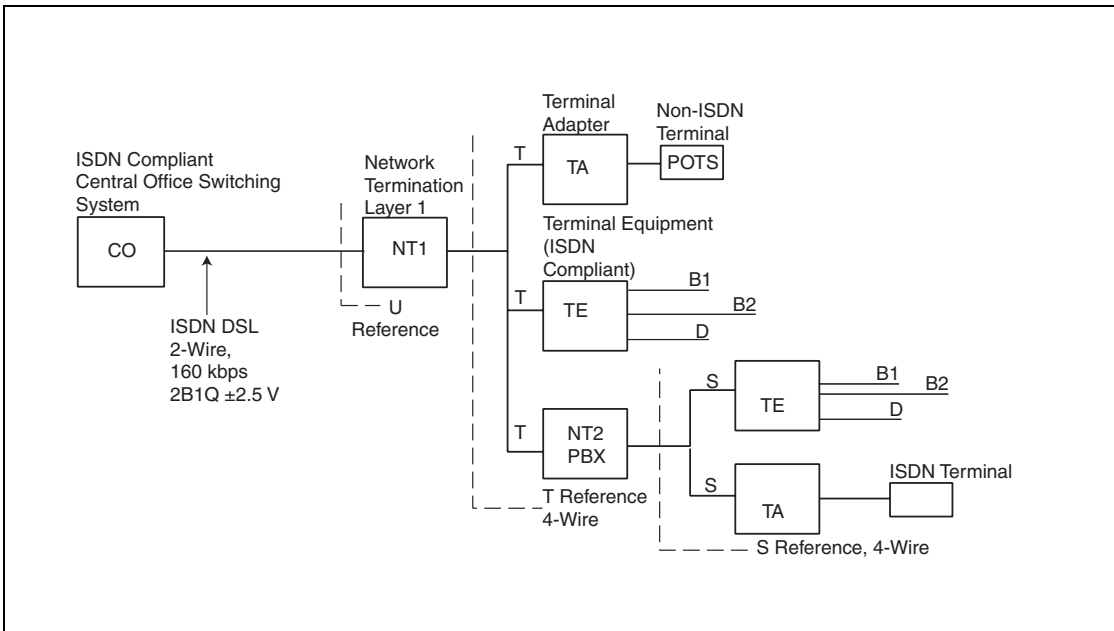 ISDN Compliant
Central Office Switching
System
CO
ISDN DSL
2-Wire,
160 kbps
2B1Q ±2.5 V
Network
Termination
Layer 1
NT1
U
Reference
Terminal
Adapter
T
TA
Non-ISDN
Terminal
POTS
Terminal Equipment
(ISDN
Compliant)
T
TE
B1
B2
D
T
NT2
PBX
T Reference
4-Wire
S
TE
B1
B2
D
S
TA
ISDN Terminal
S Reference, 4-Wire